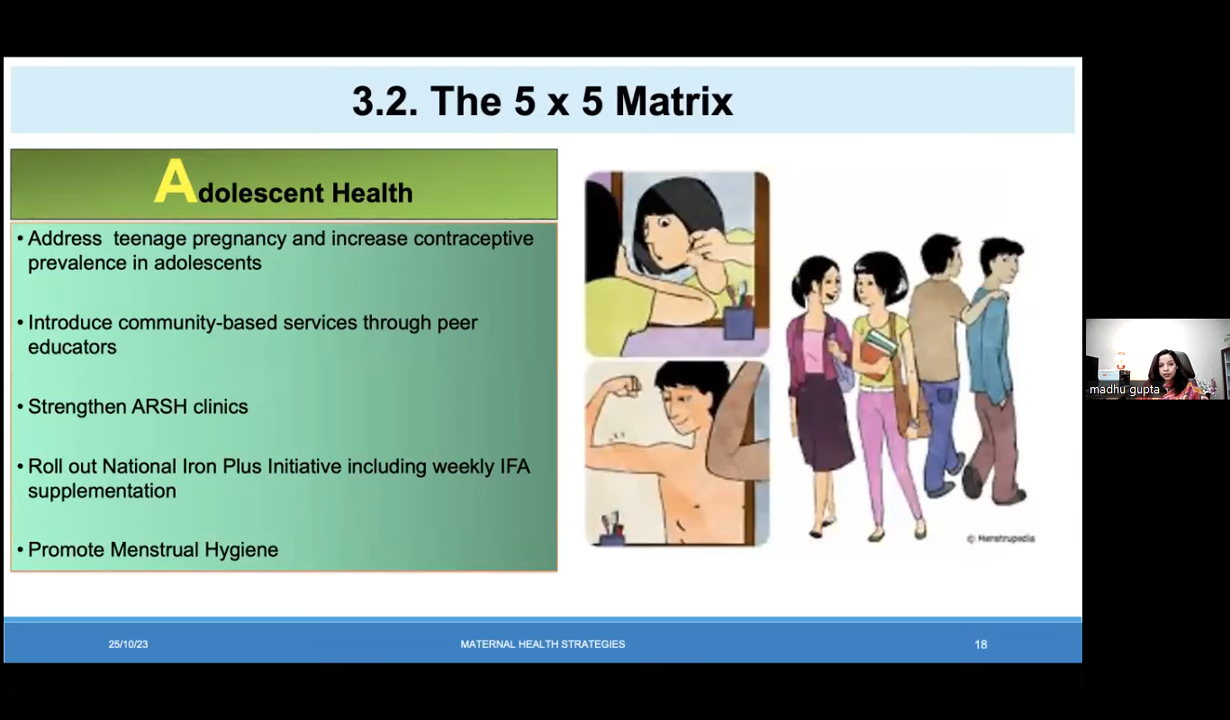 3.2. The 5 x 5 Matrix
Adolescent Health
• Address teenage pregnancy and increase contraceptive
prevalence in adolescents
• Introduce community-based services through peer
educators
• Strengthen ARSH clinics
• Roll out National Iron Plus Initiative including weekly IFA
supplementation
• Promote Menstrual Hygiene
© Menstrupedia
madhu gupta
25/10/23
MATERNAL HEALTH STRATEGIES
18